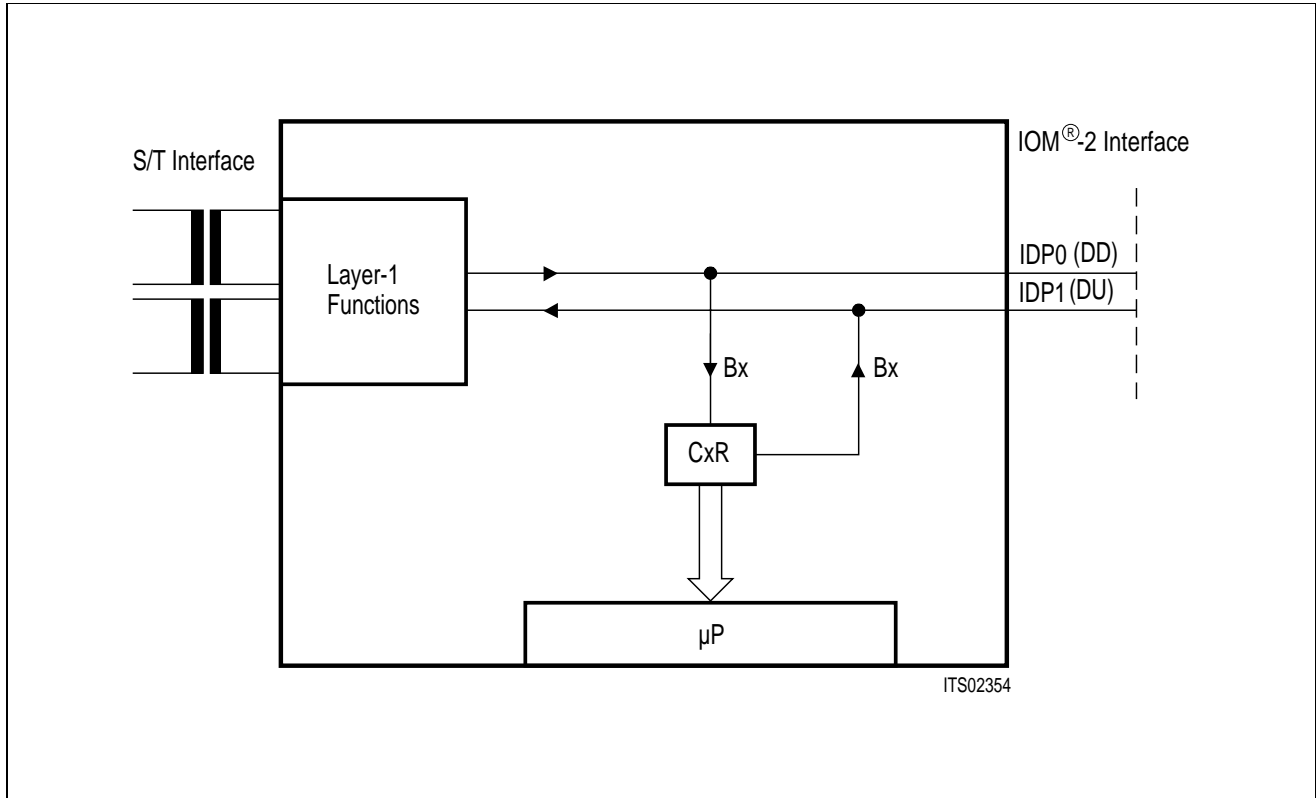 S/T Interface
IOM®-2 Interface
Layer-1
Functions
IDP0 (DD)
IDP1 (DU)
Bx
Bx
CxR
µP
ITS02354